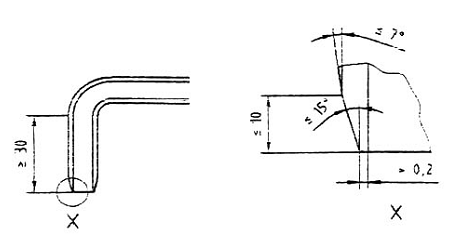 ≤ 7°
≥ 30
≤ 10
≤ 15°
> 0,2
X
X